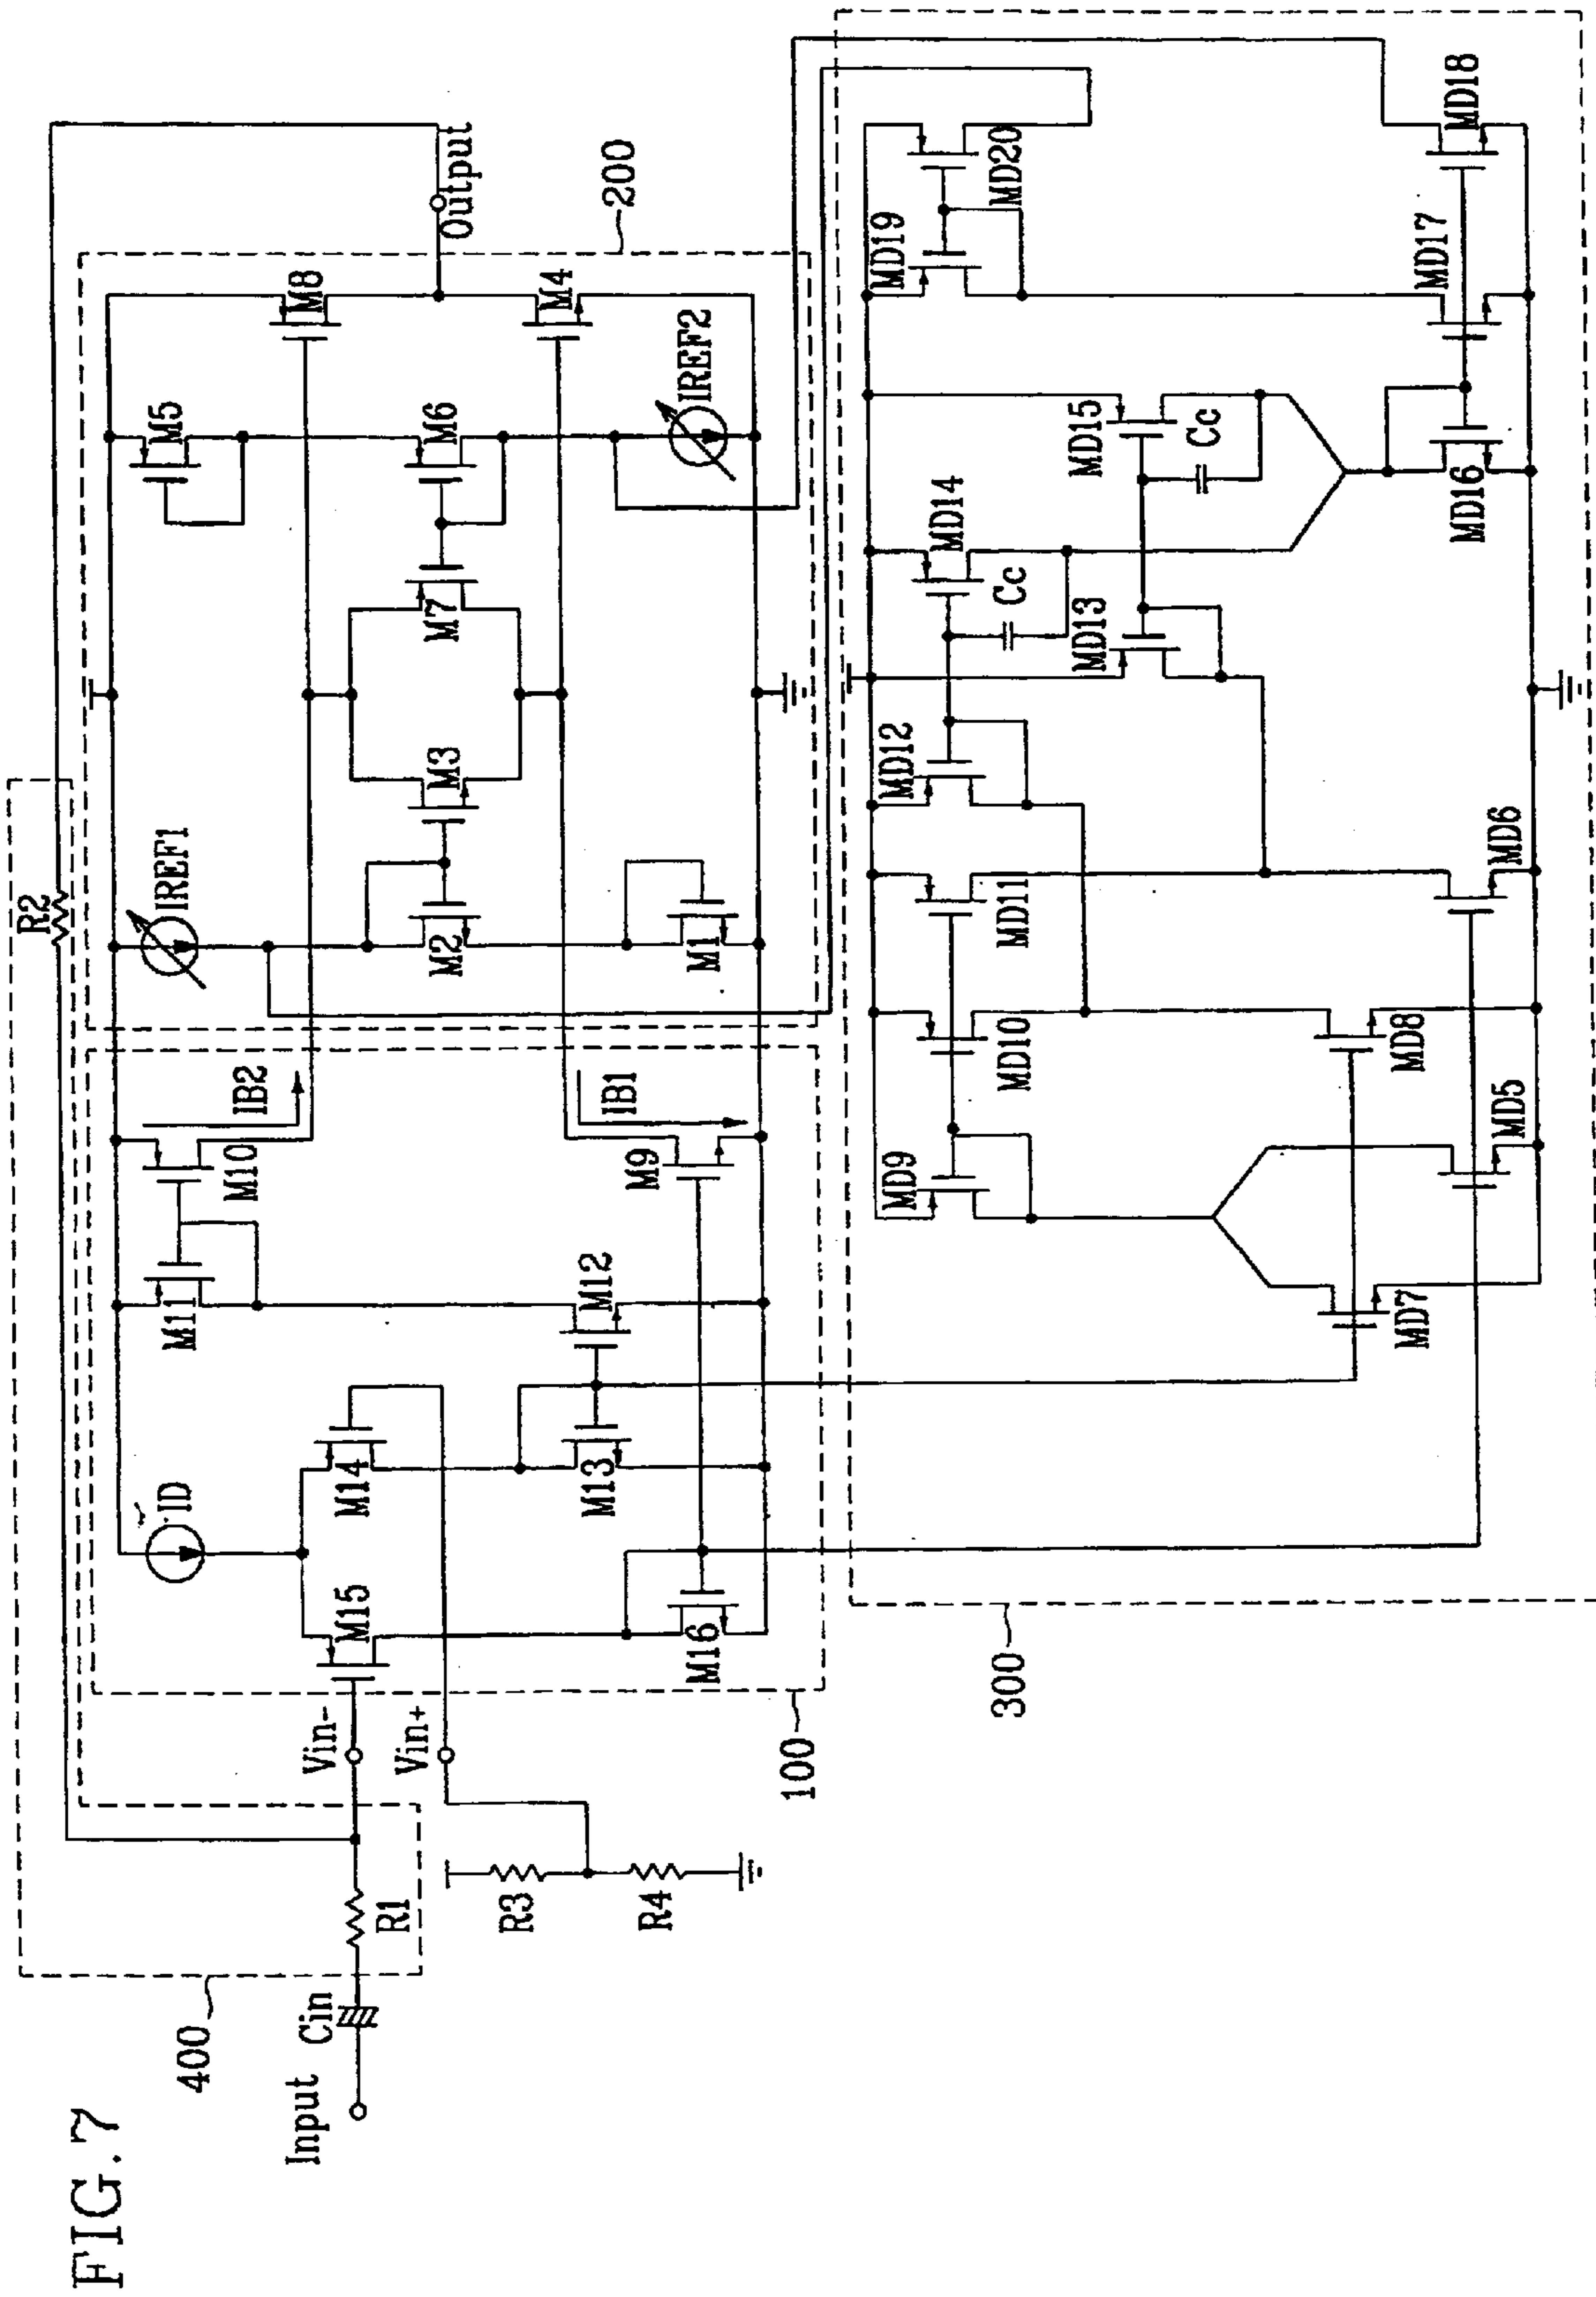 FIG.7
400
R2
Input
Cin
R1
Vin-
Vin+
R3
R4
100
ID
M15
M14
M16
M13
M11
M12
M10
IB2
M9
IB1
IREF1
M2
M1
M3
M7
M5
M6
IREF2
M8
M4
Output
200
300
MD9
MD7
MD5
MD10
MD8
MD11
MD6
MD12
MD13
MD14
Cc
MD15
Cc
MD16
MD19
MD17
MD20
MD18